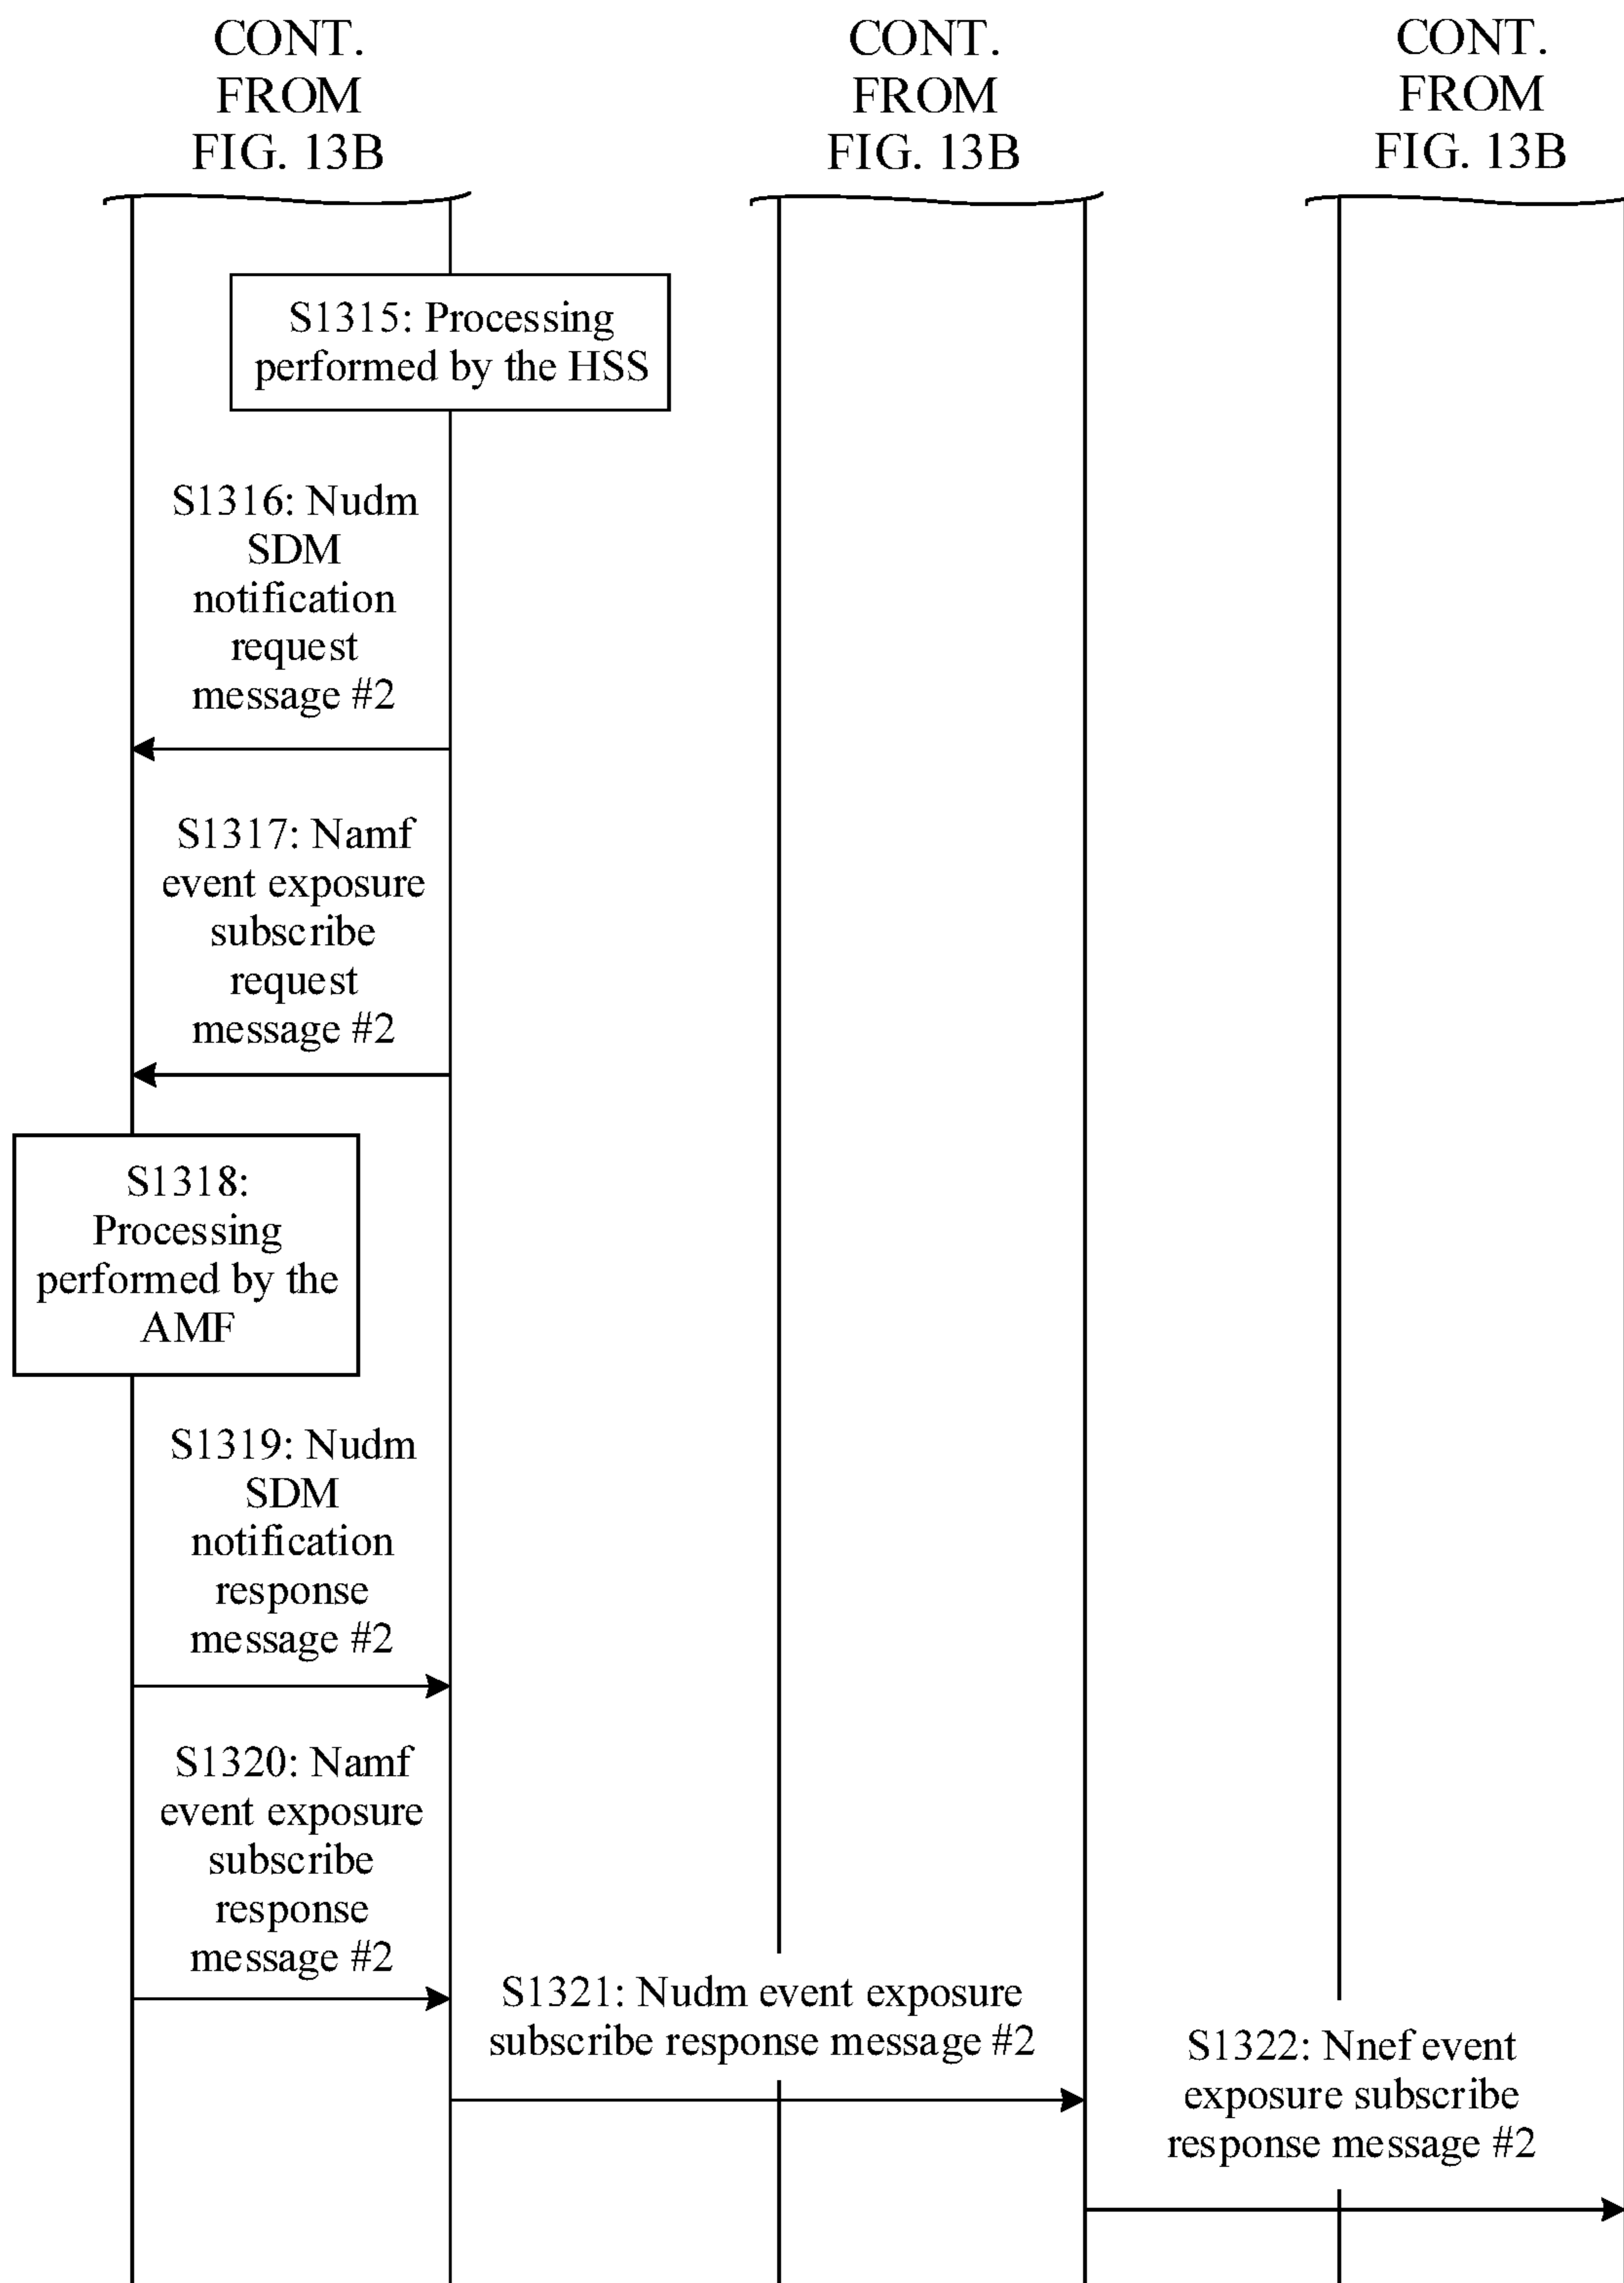 CONT.
FROM
FIG. 13B
CONT.
FROM
FIG. 13B
CONT.
FROM
FIG. 13B
S1315: Processing
performed by the HSS
S1316: Nudm
SDM
notification
request
message #2
S1317: Namf
event exposure
subscribe
request
message #2
S1318:
Processing
performed by the
AMF
S1319: Nudm
SDM
notification
response
message #2
S1320: Namf
event exposure
subscribe
response
message #2
S1321: Nudm event exposure
subscribe response message #2
S1322: Nnef event
exposure subscribe
response message #2